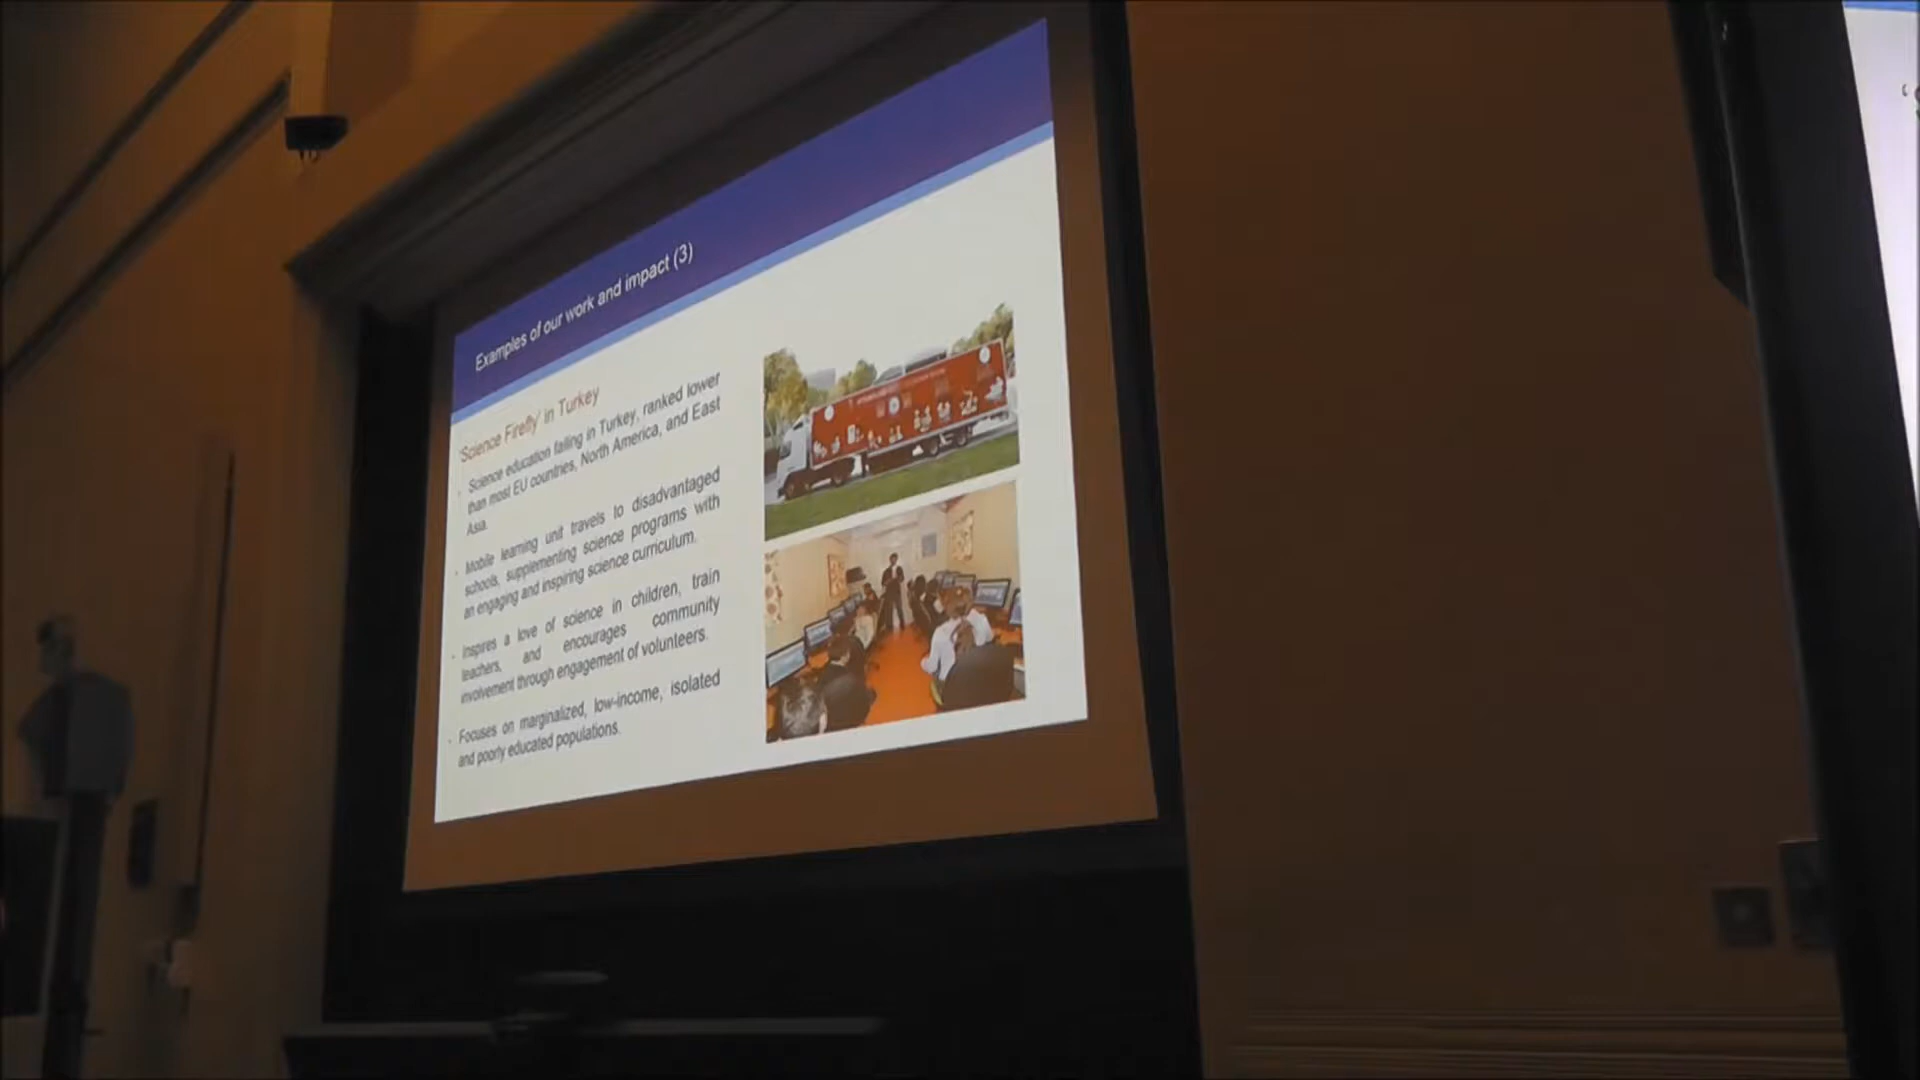 Examples of our work and impact (3)
'Science Firefly' in Turkey
· Science education failing in Turkey, ranked lower
than most EU countries, North America, and East
Asia.
· Mobile learning unit travels to disadvantaged
schools, supplementing science programs with
an engaging and inspiring science curriculum.
· Inspires a love of science in children, train
teachers, and encourages community
involvement through engagement of volunteers.
· Focuses on marginalized, low-income, isolated
and poorly educated populations.